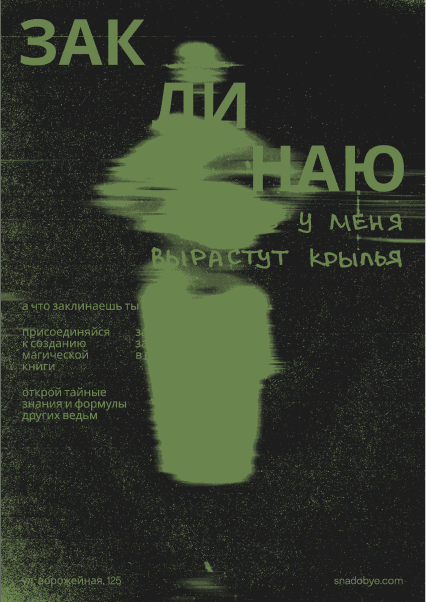 ЗАК
ЛИ
НАЮ
у меня
вырастут крылья
а что заклинаешь ты
присоединяйся
к созданию
магической
книги
открой тайные
знания и формулы
других ведьм
ул. ворожейная, 125
snadobye.com